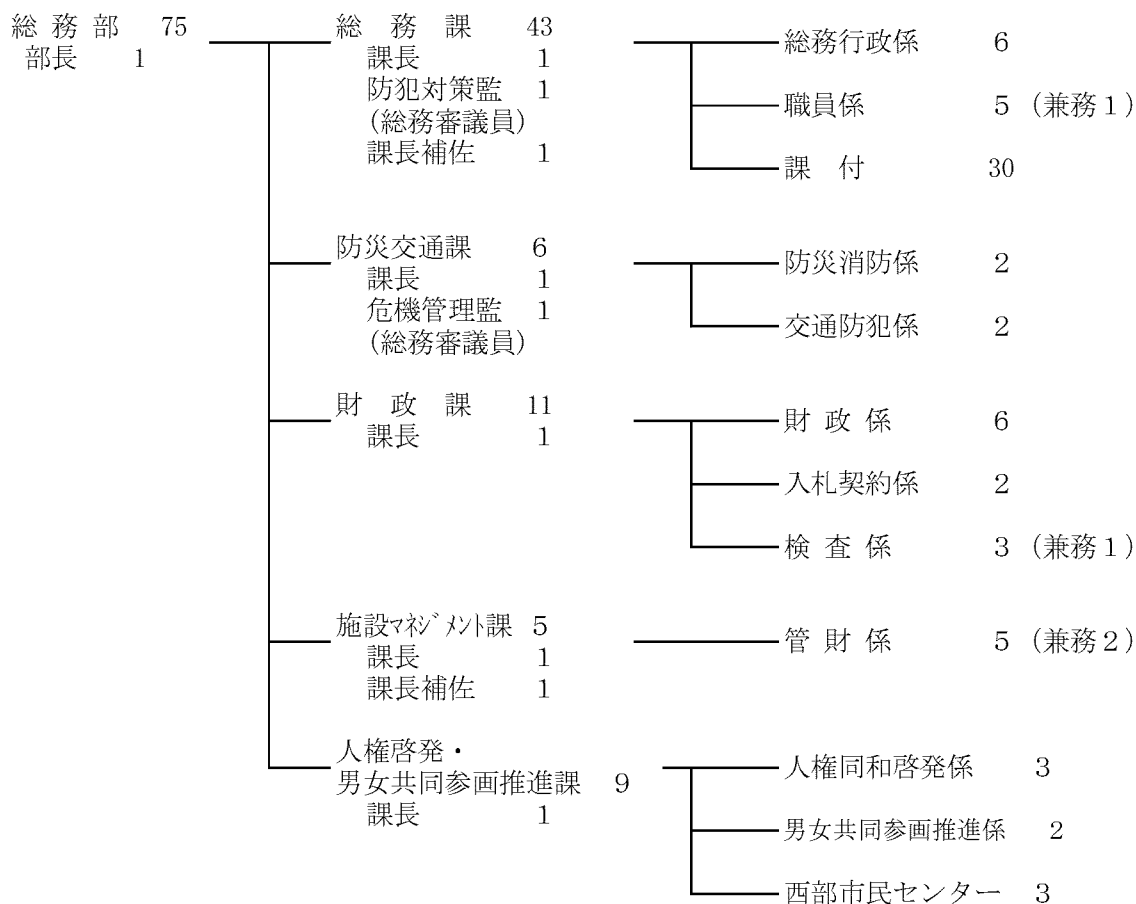 総務部 75 総務課 43 総務行政係 6
部長 1 課長 1
防犯対策監 1 職員係 5 (兼務1)
(総務審議員)
課長補佐 1 課付 30
防災交通課 6 防災消防係 2
課長 1
危機管理監 1 交通防犯係 2
(総務審議員)
財政課 11 財政係 6
課長 1
入札契約係 2
検査係 3 (兼務1)
施設マネジメント課 5 管財係 5 (兼務2)
課長 1
課長補佐 1
人権啓発・
男女共同参画推進課 9 人権同和啓発係 3
課長 1
男女共同参画推進係 2
西部市民センター 3